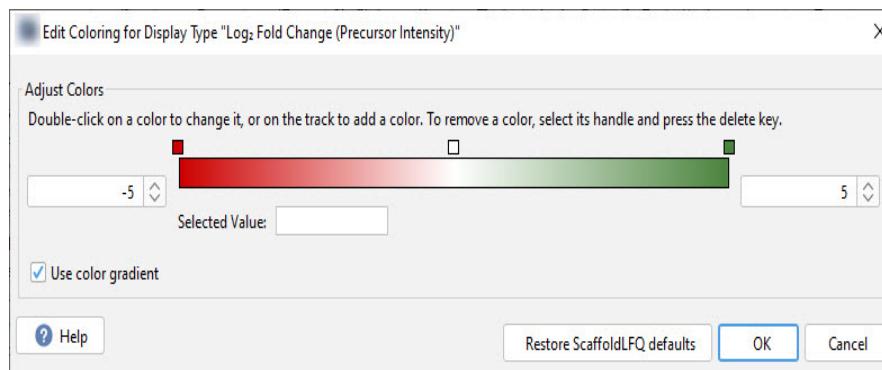 Edit Coloring for Display Type "Log₂ Fold Change (Precursor Intensity)"
Adjust Colors
Double-click on a color to change it, or on the track to add a color. To remove a color, select its handle and press the delete key.
-5
5
Selected Value:
Use color gradient
? Help
Restore ScaffoldLFQ defaults
OK
Cancel